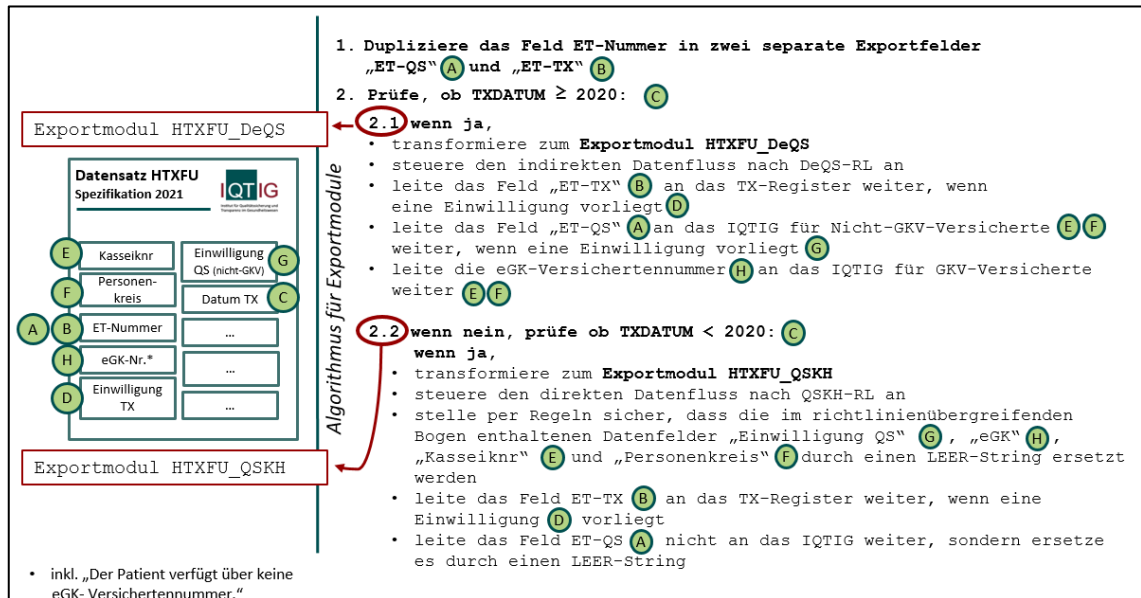 1. Dupliziere das Feld ET-Nummer in zwei separate Exportfelder
„ET-QS“ A und „ET-TX“ B
2. Prüfe, ob TXDATUM ≥ 2020: C
Exportmodul HTXFU_DeQS
2.1 wenn ja,
• transformiere zum Exportmodul HTXFU_DeQS
• steuere den indirekten Datenfluss nach DeQS-RL an
• leite das Feld „ET-TX“ B an das TX-Register weiter, wenn
eine Einwilligung vorliegt D
• leite das Feld „ET-QS“ A an das IQTIG für Nicht-GKV-Versicherte E F
weiter, wenn eine Einwilligung vorliegt G
• leite die eGK-Versichertennummer H an das IQTIG für GKV-Versicherte
weiter E F
2.2 wenn nein, prüfe ob TXDATUM < 2020: C
wenn ja,
• transformiere zum Exportmodul HTXFU_QSKH
• steuere den direkten Datenfluss nach QSKH-RL an
• stelle per Regeln sicher, dass die im richtlinienübergreifenden
Bogen enthaltenen Datenfelder „Einwilligung QS“ G , „eGK“ H ,
„Kasseiknr“ E und „Personenkreis“ F durch einen LEER-String ersetzt
werden
• leite das Feld ET-TX B an das TX-Register weiter, wenn eine
Einwilligung D vorliegt
• leite das Feld ET-QS A nicht an das IQTIG weiter, sondern ersetze
es durch einen LEER-String
Algorithmus für Exportmodule
Datensatz HTXFU
Spezifikation 2021
IQTIG
Institut für Qualitätssicherung und
Transparenz im Gesundheitswesen
E Kasseiknr
Einwilligung
QS (nicht-GKV) G
F Personen-
kreis
Datum TX C
A B ET-Nummer
...
H eGK-Nr.*
...
D Einwilligung
TX
...
Exportmodul HTXFU_QSKH
• inkl. „Der Patient verfügt über keine
eGK- Versichertennummer.“